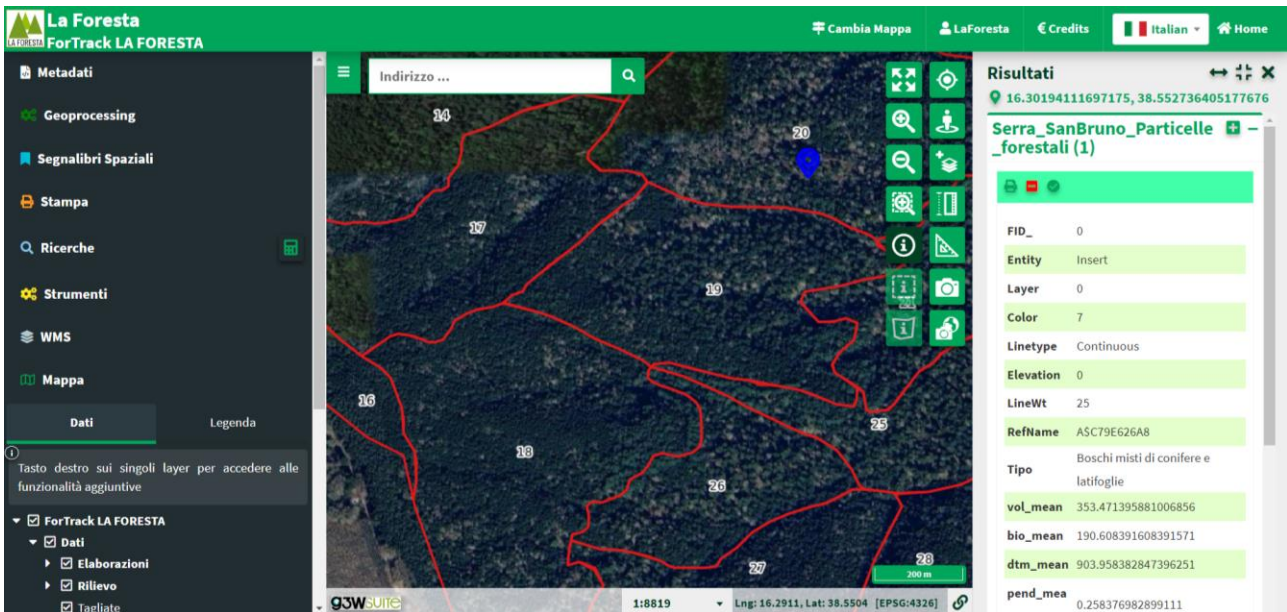 La Foresta
LA FORESTA
ForTrack LA FORESTA
Cambia Mappa
LaForesta
€ Credits
Italian
Home
Metadati
Geoprocessing
Segnalibri Spaziali
Stampa
Ricerche
Strumenti
WMS
Mappa
Dati
Legenda
Tasto destro sui singoli layer per accedere alle
funzionalità aggiuntive
ForTrack LA FORESTA
Dati
Elaborazioni
Rilievo
Tagliate
Indirizzo ...
14
20
17
19
16
25
18
26
28
27
200 m
G3WSUITE
1:8819
Lng: 16.2911, Lat: 38.5504 [EPSG:4326]
Risultati
16.30194111697175, 38.552736405177676
Serra_SanBruno_Particelle
_forestali (1)
FID_ 0
Entity Insert
Layer 0
Color 7
Linetype Continuous
Elevation 0
LineWt 25
RefName A$C79E626A8
Tipo Boschi misti di conifere e
latifoglie
vol_mean 353.471395881006856
bio_mean 190.608391608391571
dtm_mean 903.958382847396251
pend_mea
0.258376982899111